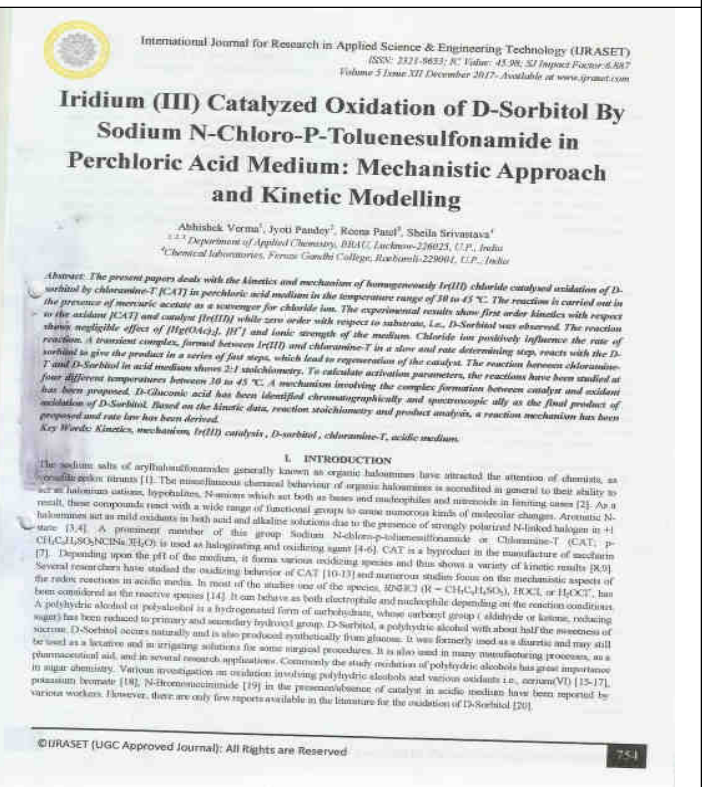 International Journal for Research in Applied Science & Engineering Technology (IJRASET)
ISSN: 2321-9653; IC Value: 45.98; SJ Impact Factor:6.887
Volume 5 Issue XII December 2017- Available at www.ijraset.com
Iridium (III) Catalyzed Oxidation of D-Sorbitol By
Sodium N-Chloro-P-Toluenesulfonamide in
Perchloric Acid Medium: Mechanistic Approach
and Kinetic Modelling
Abhishek Verma¹, Jyoti Pandey², Reena Patel³, Sheila Srivastava⁴
1, 2, 3 Department of Applied Chemistry, BBAU, Lucknow-226025, U.P., India
⁴Chemical laboratories, Feroze Gandhi College, Raebareli-229001, U.P., India
Abstract: The present papers deals with the kinetics and mechanism of homogeneously Ir(III) chloride catalysed oxidation of D-
sorbitol by chloramine-T [CAT] in perchloric acid medium in the temperature range of 30 to 45 °C. The reaction is carried out in
the presence of mercuric acetate as a scavenger for chloride ion. The experimental results show first order kinetics with respect
to the oxidant [CAT] and catalyst [Ir(III)] while zero order with respect to substrate, i.e., D-Sorbitol was observed. The reaction
shows negligible effect of [Hg(OAc)₂], [H⁺] and ionic strength of the medium. Chloride ion positively influence the rate of
reaction. A transient complex, formed between Ir(III) and chloramine-T in a slow and rate determining step, reacts with the D-
sorbitol to give the product in a series of fast steps, which lead to regeneration of the catalyst. The reaction between chloramine-
T and D-Sorbitol in acid medium shows 2:1 stoichiometry. To calculate activation parameters, the reactions have been studied at
four different temperatures between 30 to 45 °C. A mechanism involving the complex formation between catalyst and oxidant
has been proposed. D-Gluconic acid has been identified chromatographically and spectroscopic ally as the final product of
oxidation of D-Sorbitol. Based on the kinetic data, reaction stoichiometry and product analysis, a reaction mechanism has been
proposed and rate law has been derived.
Key Words: Kinetics, mechanism, Ir(III) catalysis , D-sorbitol , chloramine-T, acidic medium.
I. INTRODUCTION
The sodium salts of arylhalosulfonamides generally known as organic haloamines have attracted the attention of chemists, as
versatile redox titrants [1]. The miscellaneous chemical behaviour of organic haloamines is accredited in general to their ability to
act as halonium cations, hypohalites, N-anions which act both as bases and nucleophiles and nitrenoids in limiting cases [2]. As a
result, these compounds react with a wide range of functional groups to cause numerous kinds of molecular changes. Aromatic N-
haloamines act as mild oxidants in both acid and alkaline solutions due to the presence of strongly polarized N-linked halogen in +1
state [3,4]. A prominent member of this group Sodium N-chloro-p-toluenesulfonamide or Chloramine-T (CAT; p-
CH₃C₆H₄SO₂NClNa 3H₂O) is used as haloginating and oxidizing agent [4-6]. CAT is a byproduct in the manufacture of saccharin
[7]. Depending upon the pH of the medium, it forms various oxidizing species and thus shows a variety of kinetic results [8,9].
Several researchers have studied the oxidizing behavior of CAT [10-13] and numerous studies focus on the mechanistic aspects of
the redox reactions in acidic media. In most of the studies one of the species, RNHCl (R = CH₃C₆H₄SO₂), HOCl, or H₂OCl⁺, has
been considered as the reactive species [14]. It can behave as both electrophile and nucleophile depending on the reaction conditions.
A polyhydric alcohol or polyalcohol is a hydrogenated form of carbohydrate, whose carbonyl group ( aldehyde or ketone, reducing
sugar) has been reduced to primary and secondary hydroxyl group. D-Sorbitol, a polyhydric alcohol with about half the sweetness of
sucrose. D-Sorbitol occurs naturally and is also produced synthetically from glucose. It was formerly used as a diuretic and may still
be used as a laxative and in irrigating solutions for some surgical procedures. It is also used in many manufacturing processes, as a
pharmaceutical aid, and in several research applications. Commonly the study oxidation of polyhydric alcohols has great importance
in sugar chemistry. Various investigation on oxidation involving polyhydric alcohols and various oxidants i.e., cerium(VI) [15-17],
potassium bromate [18], N-Bromosuccinimide [19] in the presence/absence of catalyst in acidic medium have been reported by
various workers. However, there are only few reports available in the literature for the oxidation of D-Sorbitol [20].
©IJRASET (UGC Approved Journal): All Rights are Reserved
754